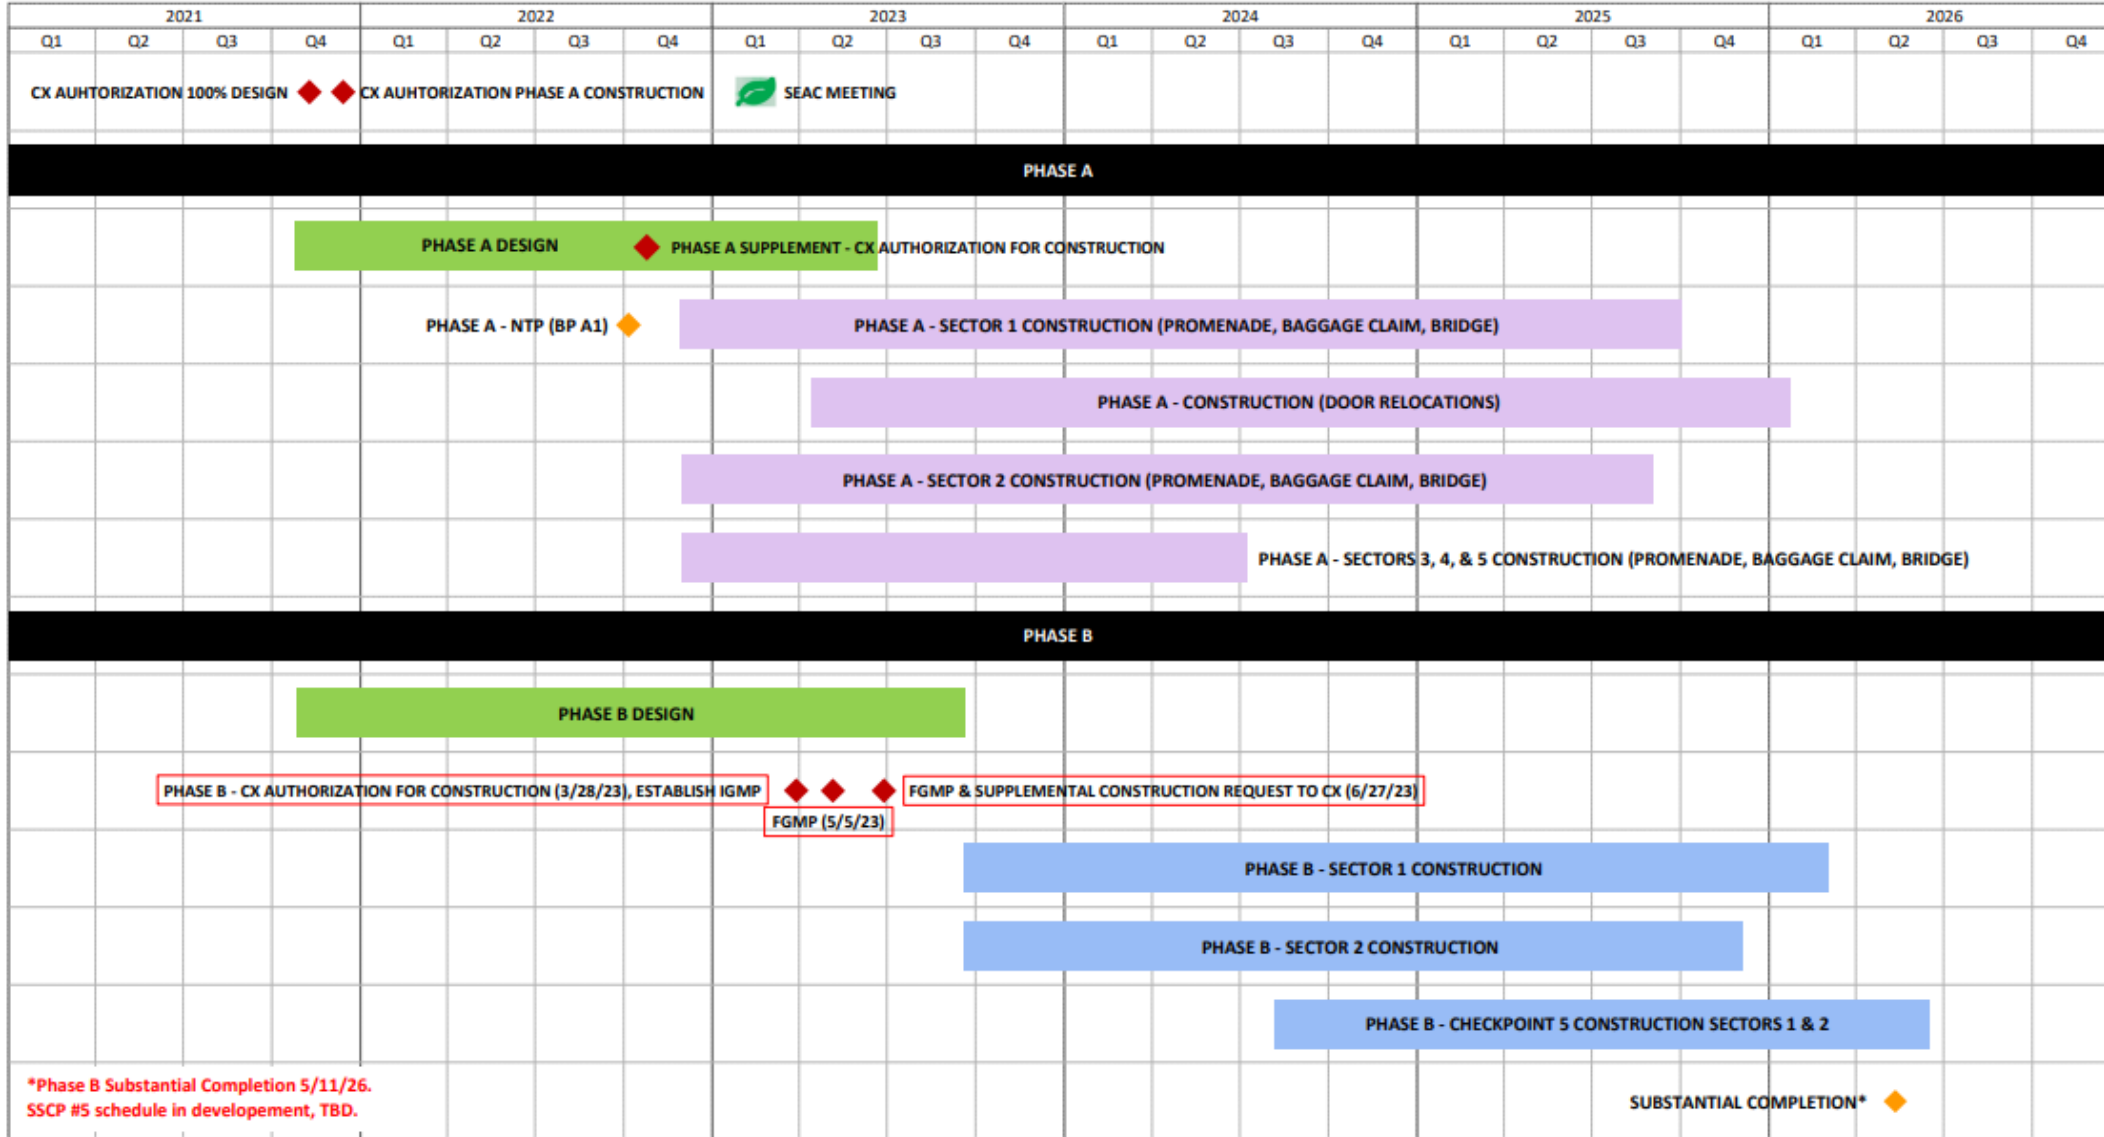 2021 2022 2023 2024 2025 2026
Q1 Q2 Q3 Q4 Q1 Q2 Q3 Q4 Q1 Q2 Q3 Q4 Q1 Q2 Q3 Q4 Q1 Q2 Q3 Q4 Q1 Q2 Q3 Q4
CX AUHTORIZATION 100% DESIGN CX AUHTORIZATION PHASE A CONSTRUCTION SEAC MEETING
PHASE A
PHASE A DESIGN PHASE A SUPPLEMENT - CX AUTHORIZATION FOR CONSTRUCTION
PHASE A - NTP (BP A1) PHASE A - SECTOR 1 CONSTRUCTION (PROMENADE, BAGGAGE CLAIM, BRIDGE)
PHASE A - CONSTRUCTION (DOOR RELOCATIONS)
PHASE A - SECTOR 2 CONSTRUCTION (PROMENADE, BAGGAGE CLAIM, BRIDGE)
PHASE A - SECTORS 3, 4, & 5 CONSTRUCTION (PROMENADE, BAGGAGE CLAIM, BRIDGE)
PHASE B
PHASE B DESIGN
PHASE B - CX AUTHORIZATION FOR CONSTRUCTION (3/28/23), ESTABLISH IGMP FGMP & SUPPLEMENTAL CONSTRUCTION REQUEST TO CX (6/27/23)
FGMP (5/5/23)
PHASE B - SECTOR 1 CONSTRUCTION
PHASE B - SECTOR 2 CONSTRUCTION
PHASE B - CHECKPOINT 5 CONSTRUCTION SECTORS 1 & 2
*Phase B Substantial Completion 5/11/26.
SSCP #5 schedule in developement, TBD.
SUBSTANTIAL COMPLETION*